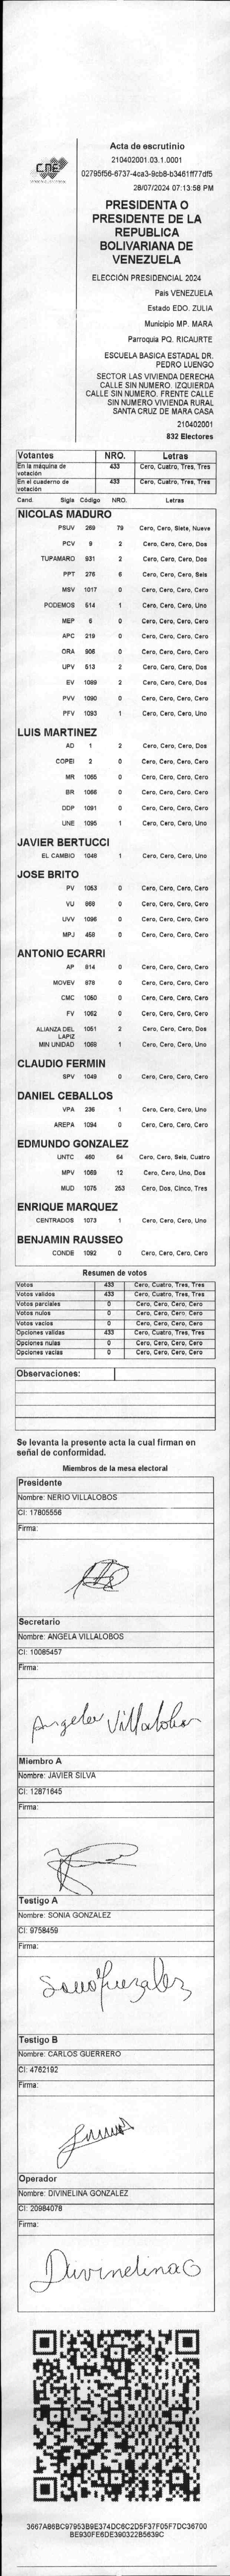 Acta de escrutinio
210402001.03.1.0001
02795f56-6737-4ca3-9cb8-b3461ff77df5
28/07/2024 07:13:58 PM
PRESIDENTA O
PRESIDENTE DE LA
REPUBLICA
BOLIVARIANA DE
VENEZUELA
ELECCIÓN PRESIDENCIAL 2024
País VENEZUELA
Estado EDO. ZULIA
Municipio MP. MARA
Parroquia PQ. RICAURTE
ESCUELA BASICA ESTADAL DR.
PEDRO LUENGO
SECTOR LAS VIVIENDA DERECHA
CALLE SIN NUMERO. IZQUIERDA
CALLE SIN NUMERO. FRENTE CALLE
SIN NUMERO VIVIENDA RURAL
SANTA CRUZ DE MARA CASA
210402001
832 Electores
CNE
Votantes NRO. Letras
En la máquina de votación 433 Cero, Cuatro, Tres, Tres
En el cuaderno de votación 433 Cero, Cuatro, Tres, Tres
Cand. Sigla Código NRO. Letras
NICOLAS MADURO
PSUV 269 79 Cero, Cero, Siete, Nueve
PCV 9 2 Cero, Cero, Cero, Dos
TUPAMARO 931 2 Cero, Cero, Cero, Dos
PPT 276 6 Cero, Cero, Cero, Seis
MSV 1017 0 Cero, Cero, Cero, Cero
PODEMOS 514 1 Cero, Cero, Cero, Uno
MEP 6 0 Cero, Cero, Cero, Cero
APC 219 0 Cero, Cero, Cero, Cero
ORA 906 0 Cero, Cero, Cero, Cero
UPV 513 2 Cero, Cero, Cero, Dos
EV 1089 2 Cero, Cero, Cero, Dos
PVV 1090 0 Cero, Cero, Cero, Cero
PFV 1093 1 Cero, Cero, Cero, Uno
LUIS MARTINEZ
AD 1 2 Cero, Cero, Cero, Dos
COPEI 2 0 Cero, Cero, Cero, Cero
MR 1065 0 Cero, Cero, Cero, Cero
BR 1066 0 Cero, Cero, Cero, Cero
DDP 1091 0 Cero, Cero, Cero, Cero
UNE 1095 1 Cero, Cero, Cero, Uno
JAVIER BERTUCCI
EL CAMBIO 1048 1 Cero, Cero, Cero, Uno
JOSE BRITO
PV 1053 0 Cero, Cero, Cero, Cero
VU 868 0 Cero, Cero, Cero, Cero
UVV 1096 0 Cero, Cero, Cero, Cero
MPJ 458 0 Cero, Cero, Cero, Cero
ANTONIO ECARRI
AP 814 0 Cero, Cero, Cero, Cero
MOVEV 878 0 Cero, Cero, Cero, Cero
CMC 1050 0 Cero, Cero, Cero, Cero
FV 1052 0 Cero, Cero, Cero, Cero
ALIANZA DEL LAPIZ 1051 2 Cero, Cero, Cero, Dos
MIN UNIDAD 1068 1 Cero, Cero, Cero, Uno
CLAUDIO FERMIN
SPV 1049 0 Cero, Cero, Cero, Cero
DANIEL CEBALLOS
VPA 236 1 Cero, Cero, Cero, Uno
AREPA 1094 0 Cero, Cero, Cero, Cero
EDMUNDO GONZALEZ
UNTC 460 64 Cero, Cero, Seis, Cuatro
MPV 1069 12 Cero, Cero, Uno, Dos
MUD 1075 253 Cero, Dos, Cinco, Tres
ENRIQUE MARQUEZ
CENTRADOS 1073 1 Cero, Cero, Cero, Uno
BENJAMIN RAUSSEO
CONDE 1092 0 Cero, Cero, Cero, Cero
Resumen de votos
Votos 433 Cero, Cuatro, Tres, Tres
Votos validos 433 Cero, Cuatro, Tres, Tres
Votos parciales 0 Cero, Cero, Cero, Cero
Votos nulos 0 Cero, Cero, Cero, Cero
Votos vacios 0 Cero, Cero, Cero, Cero
Opciones validas 433 Cero, Cuatro, Tres, Tres
Opciones nulas 0 Cero, Cero, Cero, Cero
Opciones vacias 0 Cero, Cero, Cero, Cero
Observaciones:
Se levanta la presente acta la cual firman en
señal de conformidad.
Miembros de la mesa electoral
Presidente
Nombre: NERIO VILLALOBOS
CI: 17805556
Firma:
Secretario
Nombre: ANGELA VILLALOBOS
CI: 10085457
Firma:
Angela Villalobos
Miembro A
Nombre: JAVIER SILVA
CI: 12871645
Firma:
Testigo A
Nombre: SONIA GONZALEZ
CI: 9758459
Firma:
Testigo B
Nombre: CARLOS GUERRERO
CI: 4762192
Firma:
Operador
Nombre: DIVINELINA GONZALEZ
CI: 20984078
Firma:
Divinelina G
3667A86BC97953B9E374DC6C2D5F37F05F7DC36700
BE930FE6DE390322B5639C